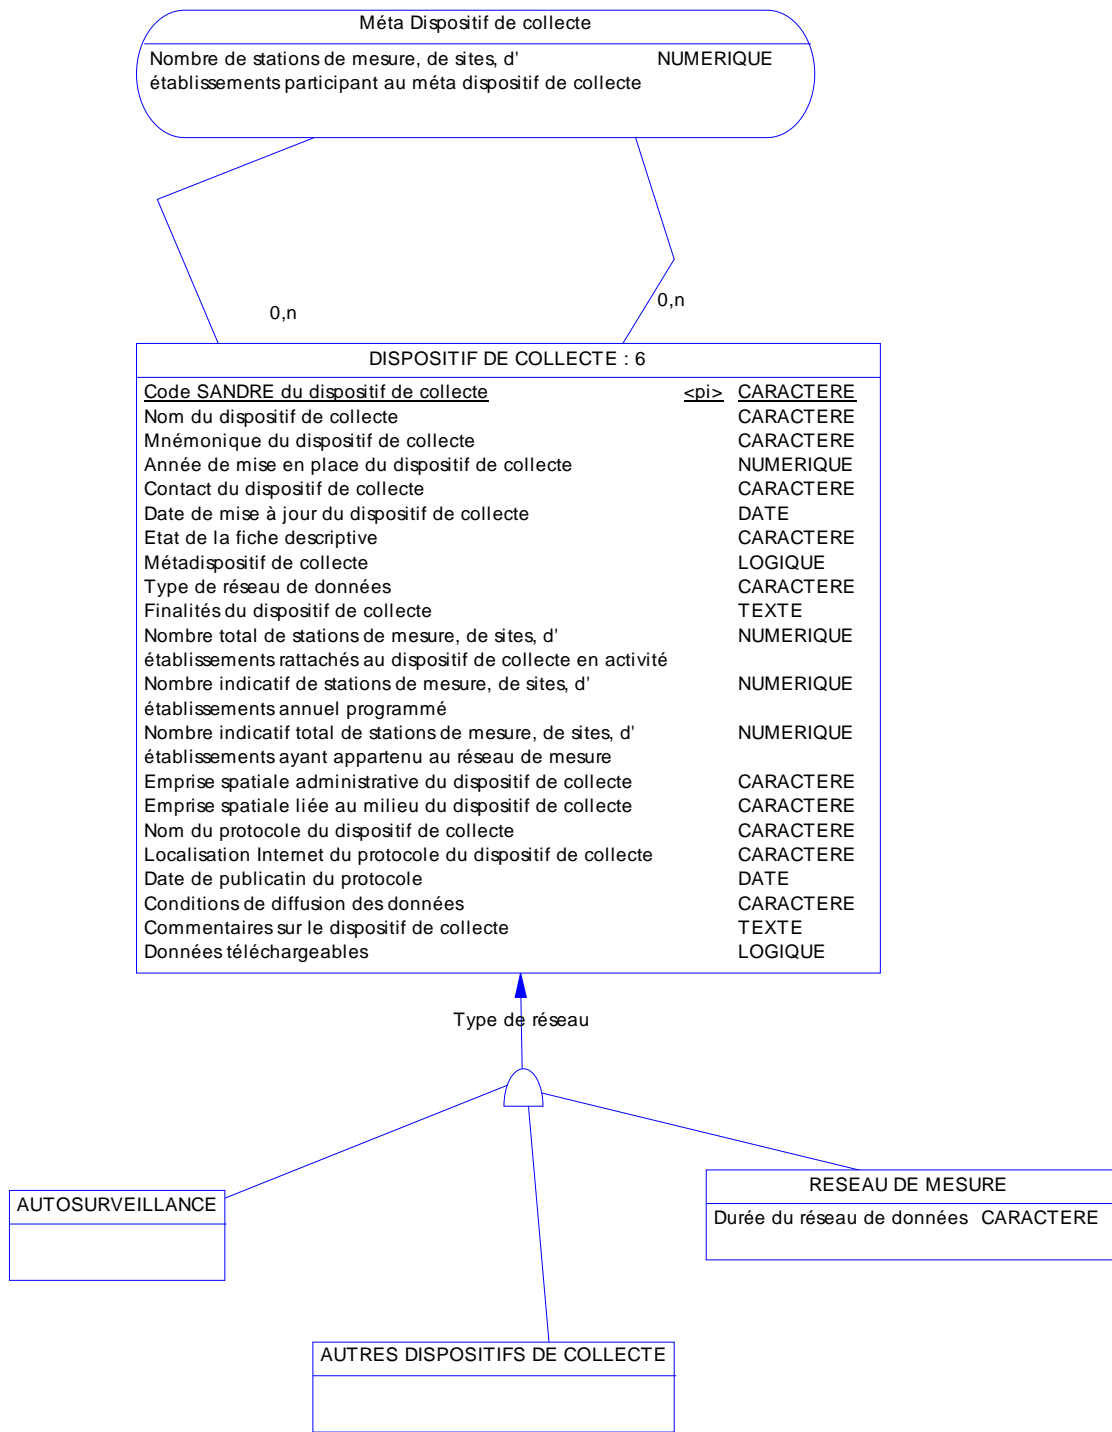 Méta Dispositif de collecte
Nombre de stations de mesure, de sites, d' NUMERIQUE
établissements participant au méta dispositif de collecte
0,n
0,n
DISPOSITIF DE COLLECTE : 6
Code SANDRE du dispositif de collecte <pi> CARACTERE
Nom du dispositif de collecte CARACTERE
Mnémonique du dispositif de collecte CARACTERE
Année de mise en place du dispositif de collecte NUMERIQUE
Contact du dispositif de collecte CARACTERE
Date de mise à jour du dispositif de collecte DATE
Etat de la fiche descriptive CARACTERE
Métadispositif de collecte LOGIQUE
Type de réseau de données CARACTERE
Finalités du dispositif de collecte TEXTE
Nombre total de stations de mesure, de sites, d' NUMERIQUE
établissements rattachés au dispositif de collecte en activité
Nombre indicatif de stations de mesure, de sites, d' NUMERIQUE
établissements annuel programmé
Nombre indicatif total de stations de mesure, de sites, d' NUMERIQUE
établissements ayant appartenu au réseau de mesure
Emprise spatiale administrative du dispositif de collecte CARACTERE
Emprise spatiale liée au milieu du dispositif de collecte CARACTERE
Nom du protocole du dispositif de collecte CARACTERE
Localisation Internet du protocole du dispositif de collecte CARACTERE
Date de publicatin du protocole DATE
Conditions de diffusion des données CARACTERE
Commentaires sur le dispositif de collecte TEXTE
Données téléchargeables LOGIQUE
Type de réseau
AUTOSURVEILLANCE
RESEAU DE MESURE
Durée du réseau de données CARACTERE
AUTRES DISPOSITIFS DE COLLECTE